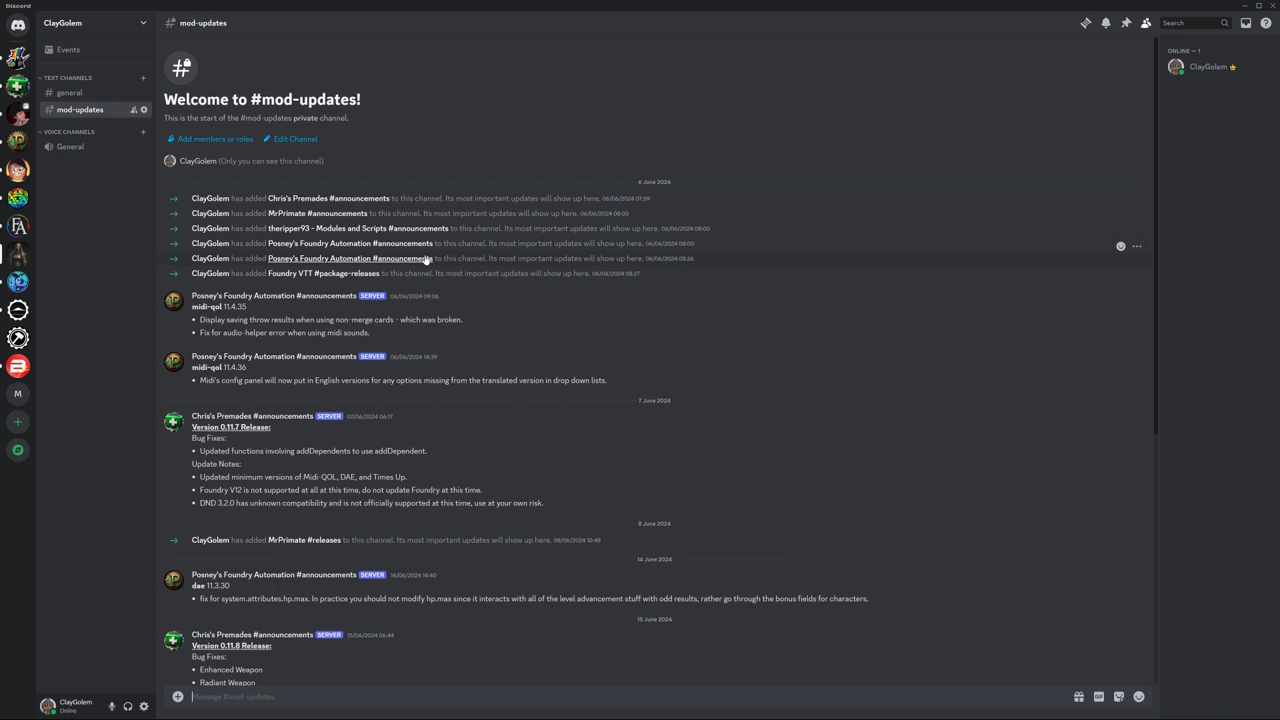 Discord
ClayGolem
mod-updates
Search
Events
TEXT CHANNELS
general
mod-updates
VOICE CHANNELS
General
ONLINE — 1
ClayGolem
Welcome to #mod-updates!
This is the start of the #mod-updates private channel.
Add members or roles
Edit Channel
ClayGolem (Only you can see this channel)
6 June 2024
ClayGolem has added Chris's Premades #announcements to this channel. Its most important updates will show up here. 06/06/2024 07:59
ClayGolem has added MrPrimate #announcements to this channel. Its most important updates will show up here. 06/06/2024 08:00
ClayGolem has added theripper93 - Modules and Scripts #announcements to this channel. Its most important updates will show up here. 06/06/2024 08:00
ClayGolem has added Posney's Foundry Automation #announcements to this channel. Its most important updates will show up here. 06/06/2024 08:00
ClayGolem has added Posney's Foundry Automation #announcements to this channel. Its most important updates will show up here. 06/06/2024 08:26
ClayGolem has added Foundry VTT #package-releases to this channel. Its most important updates will show up here. 06/06/2024 08:27
Posney's Foundry Automation #announcements SERVER 06/06/2024 09:06
midi-qol 11.4.35
• Display saving throw results when using non-merge cards - which was broken.
• Fix for audio-helper error when using midi sounds.
Posney's Foundry Automation #announcements SERVER 06/06/2024 14:39
midi-qol 11.4.36
• Midi's config panel will now put in English versions for any options missing from the translated version in drop down lists.
7 June 2024
Chris's Premades #announcements SERVER 07/06/2024 06:17
Version 0.11.7 Release:
Bug Fixes:
• Updated functions involving addDependents to use addDependent.
Update Notes:
• Updated minimum versions of Midi-QOL, DAE, and Times Up.
• Foundry V12 is not supported at all at this time, do not update Foundry at this time.
• DND 3.2.0 has unknown compatibility and is not officially supported at this time, use at your own risk.
8 June 2024
ClayGolem has added MrPrimate #releases to this channel. Its most important updates will show up here. 08/06/2024 10:48
14 June 2024
Posney's Foundry Automation #announcements SERVER 14/06/2024 14:40
dae 11.3.30
• fix for system.attributes.hp.max. In practice you should not modify hp.max since it interacts with all of the level advancement stuff with odd results, rather go through the bonus fields for characters.
15 June 2024
Chris's Premades #announcements SERVER 15/06/2024 06:44
Version 0.11.8 Release:
Bug Fixes:
• Enhanced Weapon
• Radiant Weapon
M
ClayGolem
Online
Message #mod-updates
GIF